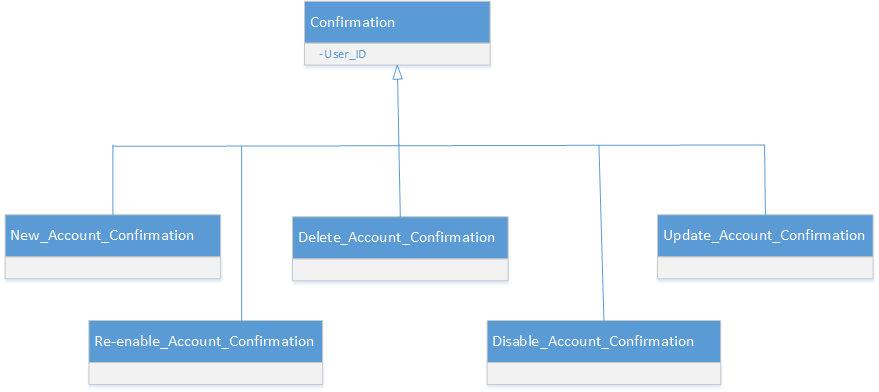 Confirmation
-User_ID
New_Account_Confirmation
Delete_Account_Confirmation
Update_Account_Confirmation
Re-enable_Account_Confirmation
Disable_Account_Confirmation